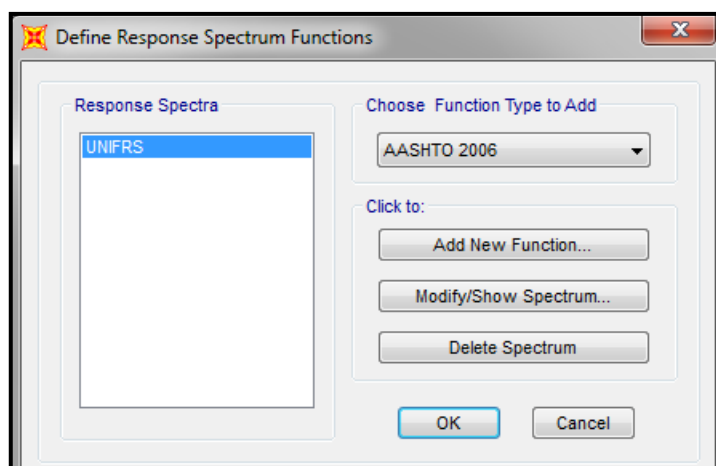 Define Response Spectrum Functions
Response Spectra
UNIFRS
Choose Function Type to Add
AASHTO 2006
Click to:
Add New Function...
Modify/Show Spectrum...
Delete Spectrum
OK
Cancel